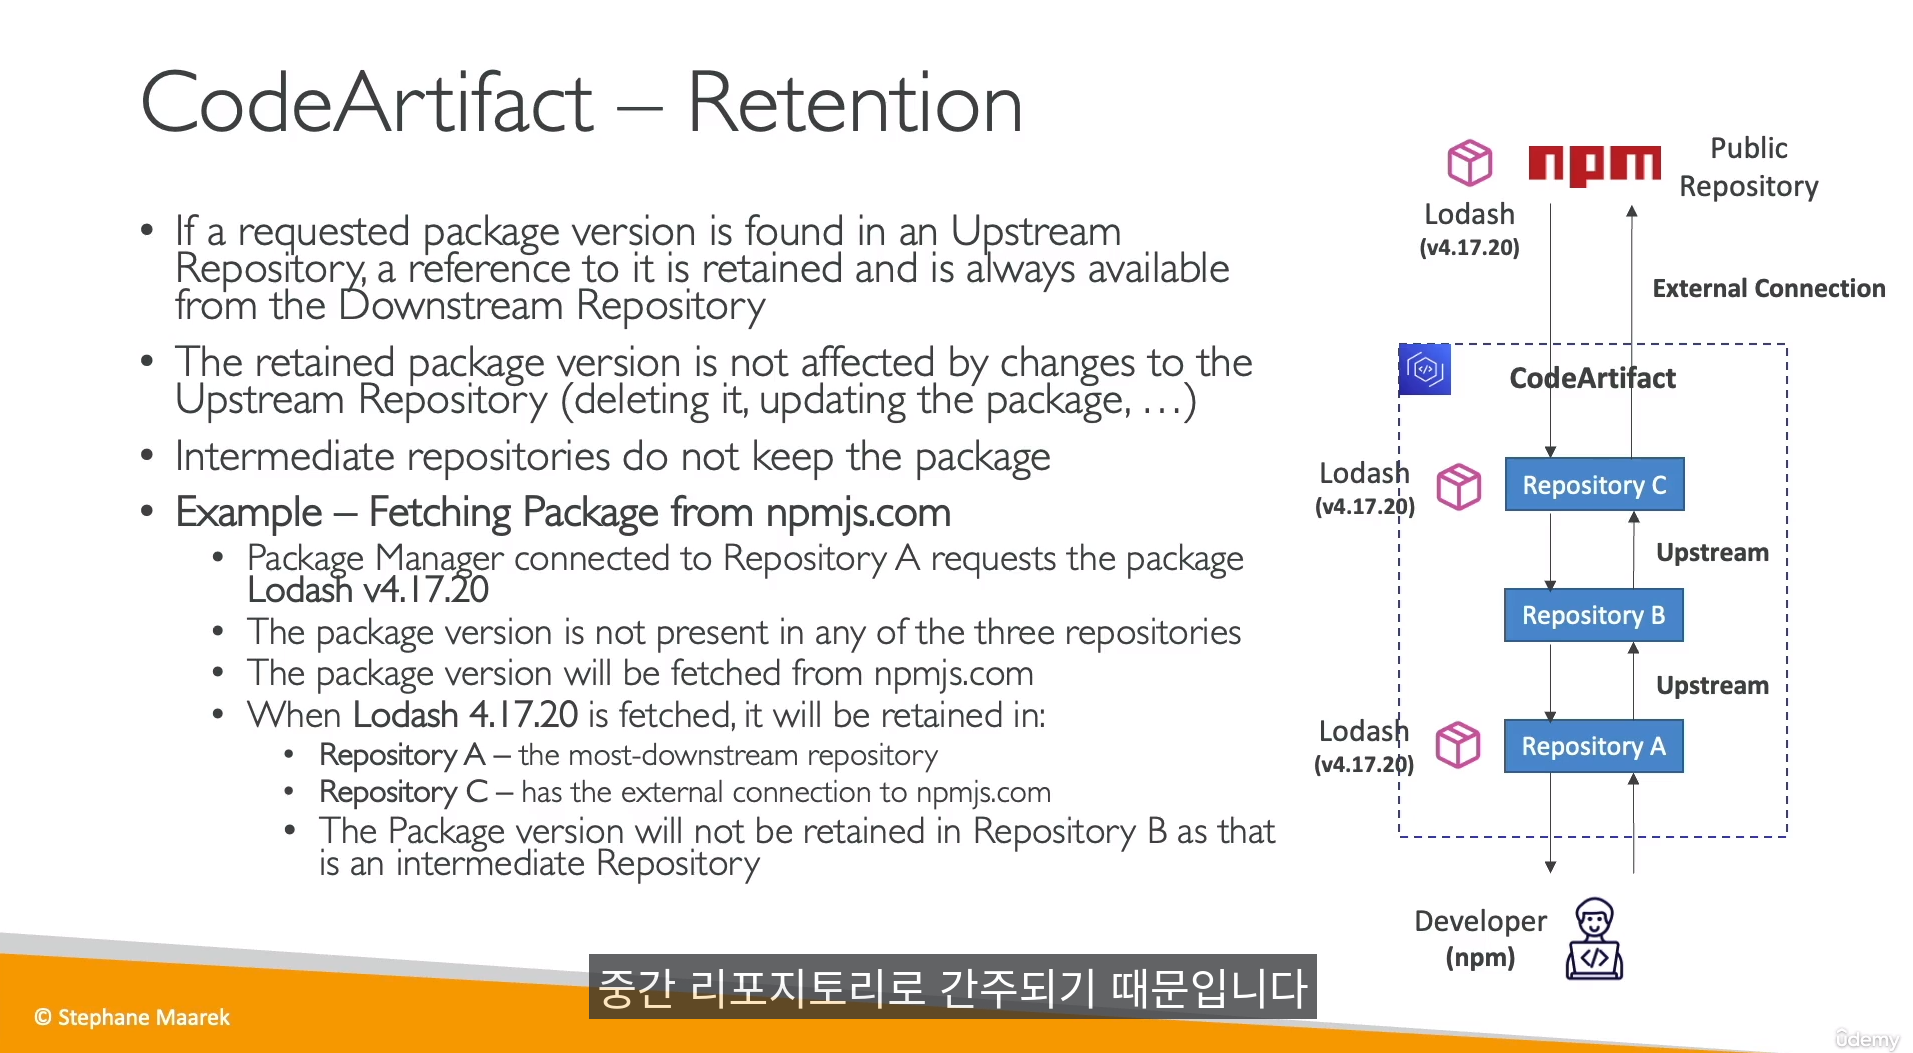 CodeArtifact – Retention
• If a requested package version is found in an Upstream
Repository, a reference to it is retained and is always available
from the Downstream Repository
• The retained package version is not affected by changes to the
Upstream Repository (deleting it, updating the package, …)
• Intermediate repositories do not keep the package
• Example – Fetching Package from npmjs.com
• Package Manager connected to Repository A requests the package
Lodash v4.17.20
• The package version is not present in any of the three repositories
• The package version will be fetched from npmjs.com
• When Lodash 4.17.20 is fetched, it will be retained in:
• Repository A – the most-downstream repository
• Repository C – has the external connection to npmjs.com
• The Package version will not be retained in Repository B as that
is an intermediate Repository
npm
Public
Repository
Lodash
(v4.17.20)
External Connection
CodeArtifact
Lodash
(v4.17.20)
Repository C
Upstream
Repository B
Upstream
Lodash
(v4.17.20)
Repository A
Developer
(npm)
중간 리포지토리로 간주되기 때문입니다
© Stephane Maarek
ûdemy